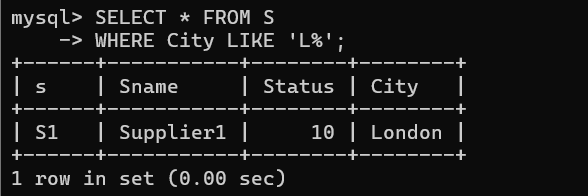 mysql> SELECT * FROM S
    -> WHERE City LIKE 'L%';
+------+-----------+--------+--------+
| s    | Sname     | Status | City   |
+------+-----------+--------+--------+
| S1   | Supplier1 |     10 | London |
+------+-----------+--------+--------+
1 row in set (0.00 sec)